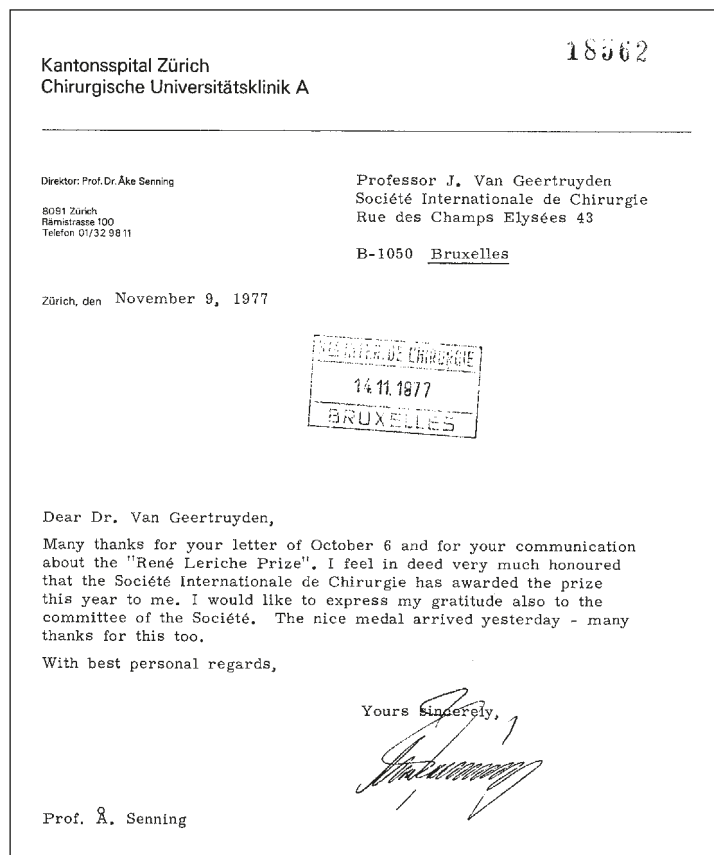 18562
Kantonsspital Zürich
Chirurgische Universitätsklinik A
Direktor: Prof. Dr. Åke Senning
8091 Zürich
Rämistrasse 100
Telefon 01/32 98 11
Professor J. Van Geertruyden
Société Internationale de Chirurgie
Rue des Champs Elysées 43
B-1050 Bruxelles
Zürich, den November 9, 1977
DE CHIRURGIE
14.11.1977
BRUXELLES
Dear Dr. Van Geertruyden,
Many thanks for your letter of October 6 and for your communication
about the "René Leriche Prize". I feel in deed very much honoured
that the Société Internationale de Chirurgie has awarded the prize
this year to me. I would like to express my gratitude also to the
committee of the Société. The nice medal arrived yesterday - many
thanks for this too.
With best personal regards,
Yours sincerely,
Prof. Å. Senning